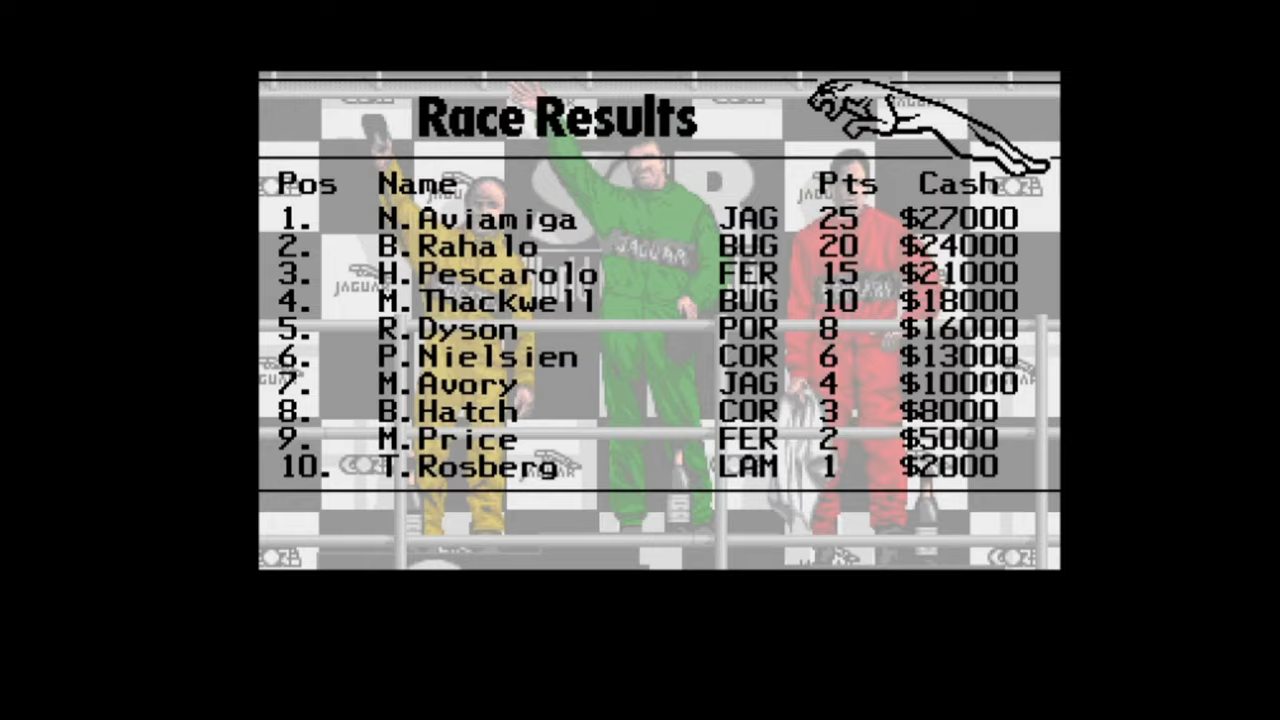 Race Results
Pos Name Pts Cash
1. N.Aviamiga JAG 25 $27000
2. B.Rahalo BUG 20 $24000
3. H.Pescarolo FER 15 $21000
4. M.Thackwell BUG 10 $18000
5. R.Dyson POR 8 $16000
6. P.Nielsien COR 6 $13000
7. M.Avory JAG 4 $10000
8. B.Hatch COR 3 $8000
9. M.Price FER 2 $5000
10. T.Rosberg LAM 1 $2000
JAGUAR
JAGUAR